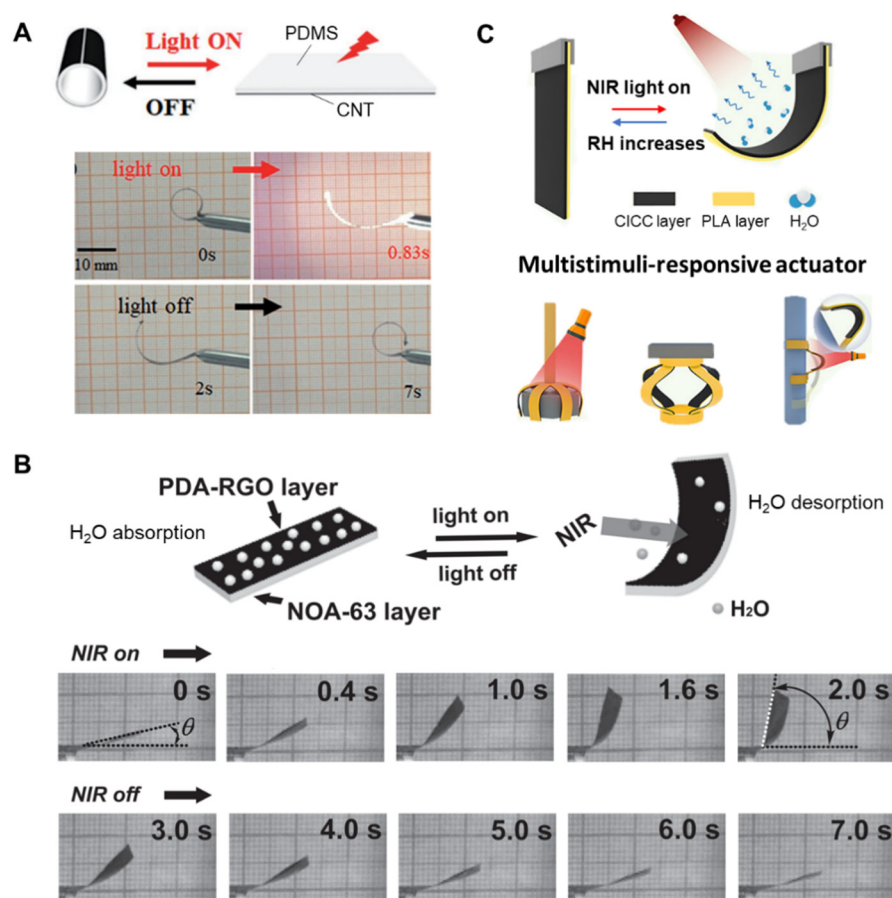 A
Light ON
OFF
PDMS
CNT
light on
0s
10 mm
0.83s
light off
2s
7s
C
NIR light on
RH increases
CICC layer
PLA layer
H₂O
Multistimuli-responsive actuator
B
PDA-RGO layer
H₂O absorption
NOA-63 layer
light on
light off
NIR
H₂O desorption
H₂O
NIR on
0 s
θ
0.4 s
1.0 s
1.6 s
2.0 s
θ
NIR off
3.0 s
4.0 s
5.0 s
6.0 s
7.0 s